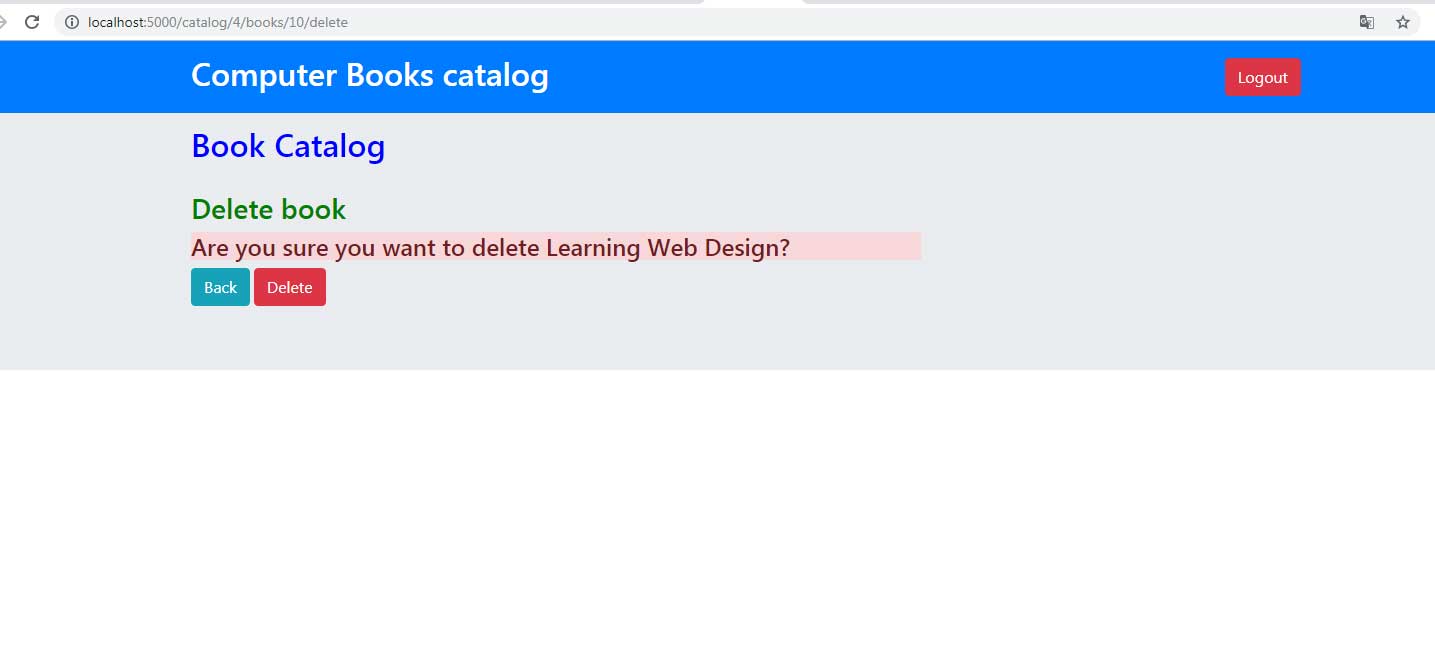 localhost:5000/catalog/4/books/10/delete
Computer Books catalog
Logout
Book Catalog
Delete book
Are you sure you want to delete Learning Web Design?
Back Delete